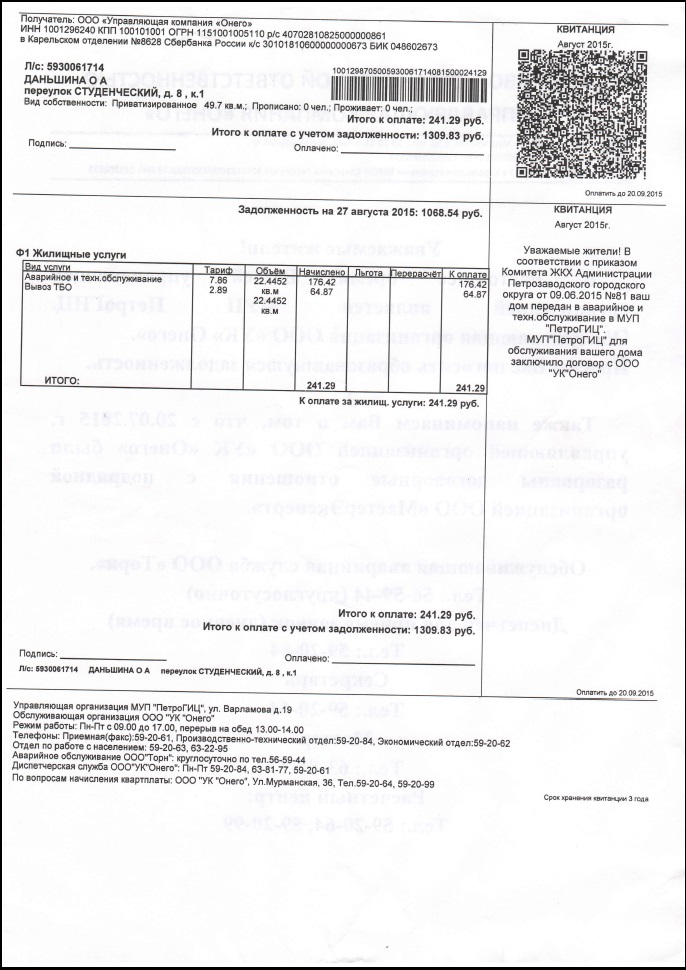 Получатель: ООО «Управляющая компания «Онего»
ИНН 1001296240 КПП 100101001 ОГРН 1151001005110 р/с 40702810825000000861
в Карельском отделении №8628 Сбербанка России к/с 30101810600000000673 БИК 048602673
КВИТАНЦИЯ
Август 2015г.
Л/с: 5930061714
ДАНЬШИНА О А
переулок СТУДЕНЧЕСКИЙ, д. 8 , к.1
1001298705005930061714081500024129
Вид собственности: Приватизированное 49.7 кв.м.; Прописано: 0 чел.; Проживает: 0 чел.;
Итого к оплате: 241.29 руб.
Итого к оплате с учетом задолженности: 1309.83 руб.
Подпись:
Оплачено:
Оплатить до 20.09.2015
Задолженность на 27 августа 2015: 1068.54 руб.
КВИТАНЦИЯ
Август 2015г.
Ф1 Жилищные услуги
Вид услуги Тариф Объём Начислено Льгота Перерасчёт К оплате
Аварийное и техн.обслуживание 7.86 22.4452 кв.м 176.42 176.42
Вывоз ТБО 2.89 22.4452 кв.м 64.87 64.87
ИТОГО: 241.29 241.29
К оплате за жилищ. услуги: 241.29 руб.
Уважаемые жители! В
соответствии с приказом
Комитета ЖКХ Администрации
Петрозаводского городского
округа от 09.06.2015 №81 ваш
дом передан в аварийное и
техн.обслуживание в МУП
"ПетроГИЦ".
МУП"ПетроГИЦ" для
обслуживания вашего дома
заключило договор с ООО
"УК"Онего"
Итого к оплате: 241.29 руб.
Итого к оплате с учетом задолженности: 1309.83 руб.
Подпись:
Оплачено:
Л/с: 5930061714 ДАНЬШИНА О А переулок СТУДЕНЧЕСКИЙ, д. 8 , к.1
Оплатить до 20.09.2015
Управляющая организация МУП "ПетроГИЦ", ул. Варламова д.19
Обслуживающая организация ООО "УК "Онего"
Режим работы: Пн-Пт с 09.00 до 17.00, перерыв на обед 13.00-14.00
Телефоны: Приемная(факс):59-20-61, Производственно-технический отдел:59-20-84, Экономический отдел:59-20-62
Отдел по работе с населением: 59-20-63, 63-22-95
Аварийное обслуживание ООО"Торн": круглосуточно по тел.56-59-44
Диспетчерская служба ООО"УК"Онего": Пн-Пт 59-20-84, 63-81-77, 59-20-61
По вопросам начисления квартплаты: ООО "УК "Онего", Ул.Мурманская, 36, Тел.59-20-64, 59-20-99
Срок хранения квитанции 3 года